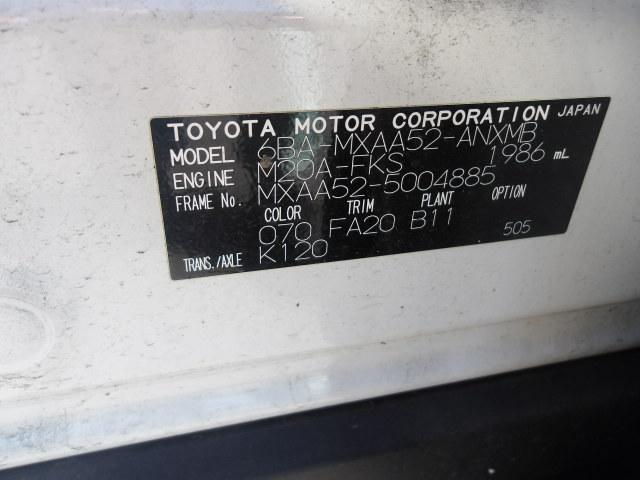 TOYOTA MOTOR CORPORATION JAPAN
MODEL 6BA-MXAA52-ANXMB
ENGINE M20A-FKS 1986 mL
FRAME No. MXAA52-5004885
COLOR TRIM PLANT OPTION
070 FA20 B11 505
TRANS./AXLE K120